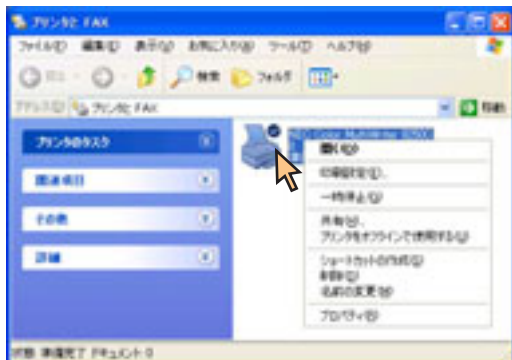 プリンタと FAX
ファイル(F) 編集(E) 表示(V) お気に入り(A) ツール(T) ヘルプ(H)
検索 フォルダ
アドレス(D) プリンタと FAX 移動
プリンタのタスク
関連項目
その他
詳細
Color MultiWriter
開く(O)
印刷設定(E)...
一時停止(G)
共有(H)...
プリンタをオフラインで使用する(U)
ショートカットの作成(S)
削除(D)
名前の変更(M)
プロパティ(R)
状態: 準備完了 ドキュメント: 0